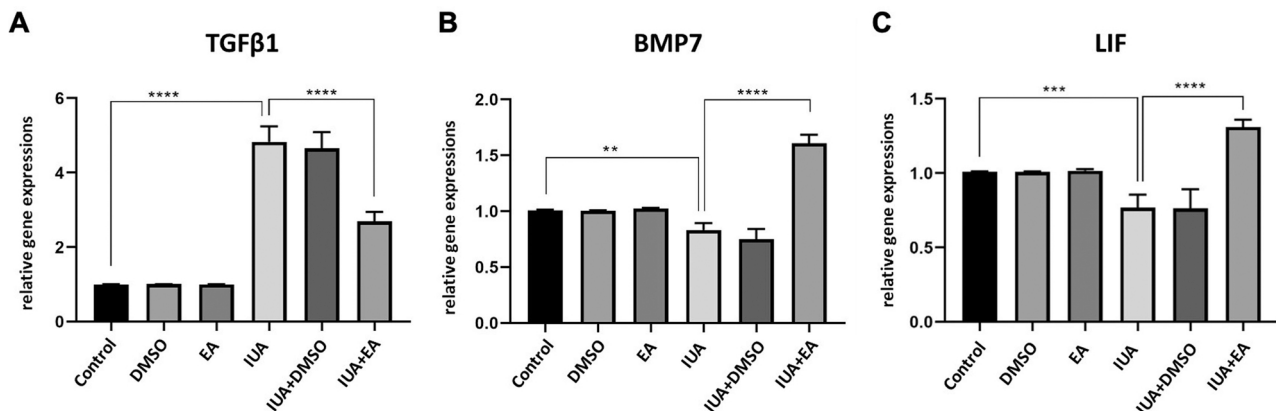 A
TGFβ1
relative gene expressions
6
4
2
0
****
****
Control
DMSO
EA
IUA
IUA+DMSO
IUA+EA
B
BMP7
relative gene expressions
2.0
1.5
1.0
0.5
0.0
**
****
Control
DMSO
EA
IUA
IUA+DMSO
IUA+EA
C
LIF
relative gene expressions
1.5
1.0
0.5
0.0
***
****
Control
DMSO
EA
IUA
IUA+DMSO
IUA+EA